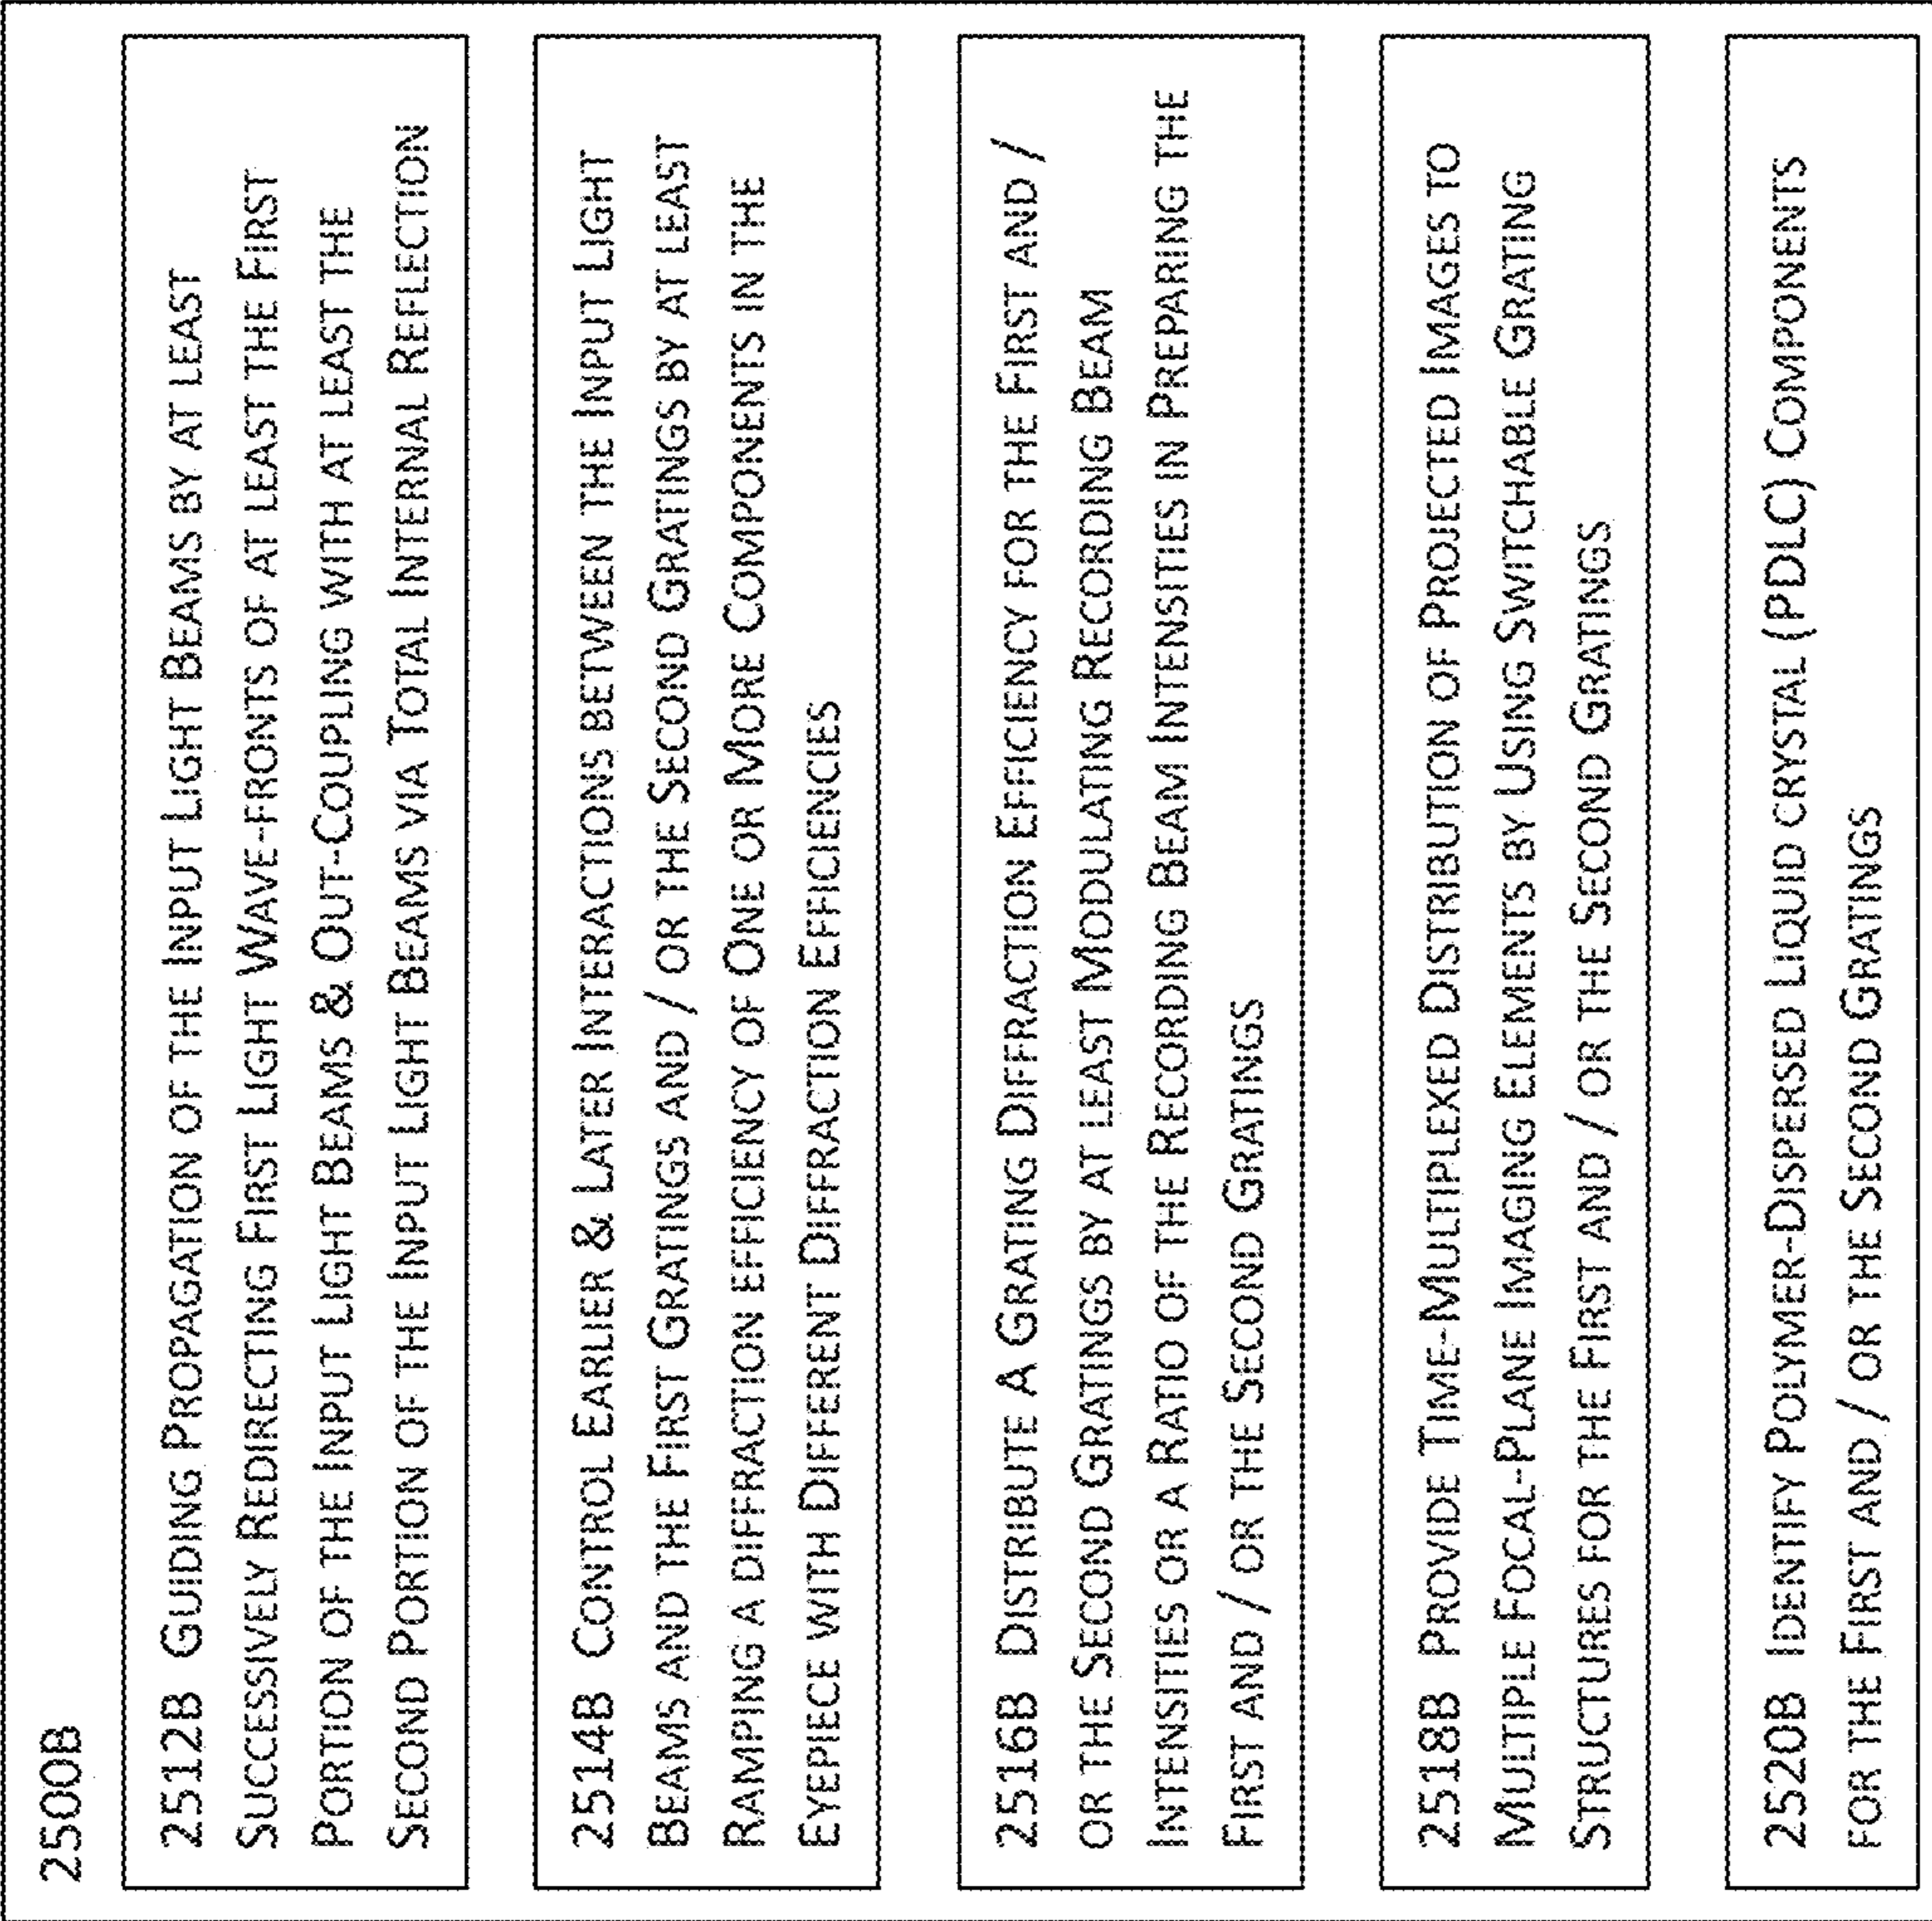 2500B
2512B Guiding Propagation of the Input Light Beams by at least
Successively Redirecting First Light Wave-fronts of at least the First
Portion of the Input Light Beams & Out-Coupling with at least the
Second Portion of the Input Light Beams via Total Internal Reflection
2514B Control Earlier & Later Interactions between the Input Light
Beams and the First Gratings and / or the Second Gratings by at least
Ramping a diffraction efficiency of One or More Components in the
Eyepiece with Different Diffraction Efficiencies
2516B Distribute A Grating Diffraction Efficiency for the First and /
or the Second Gratings by at least Modulating Recording Beam
Intensities or a Ratio of the Recording Beam Intensities in Preparing the
First and / or the Second Gratings
2518B Provide Time-Multiplexed Distribution of Projected Images to
Multiple Focal-Plane Imaging Elements by Using Switchable Grating
Structures for the First and / or the Second Gratings
2520B Identify Polymer-Dispersed Liquid crystal (PDLC) Components
for the First and / or the Second Gratings